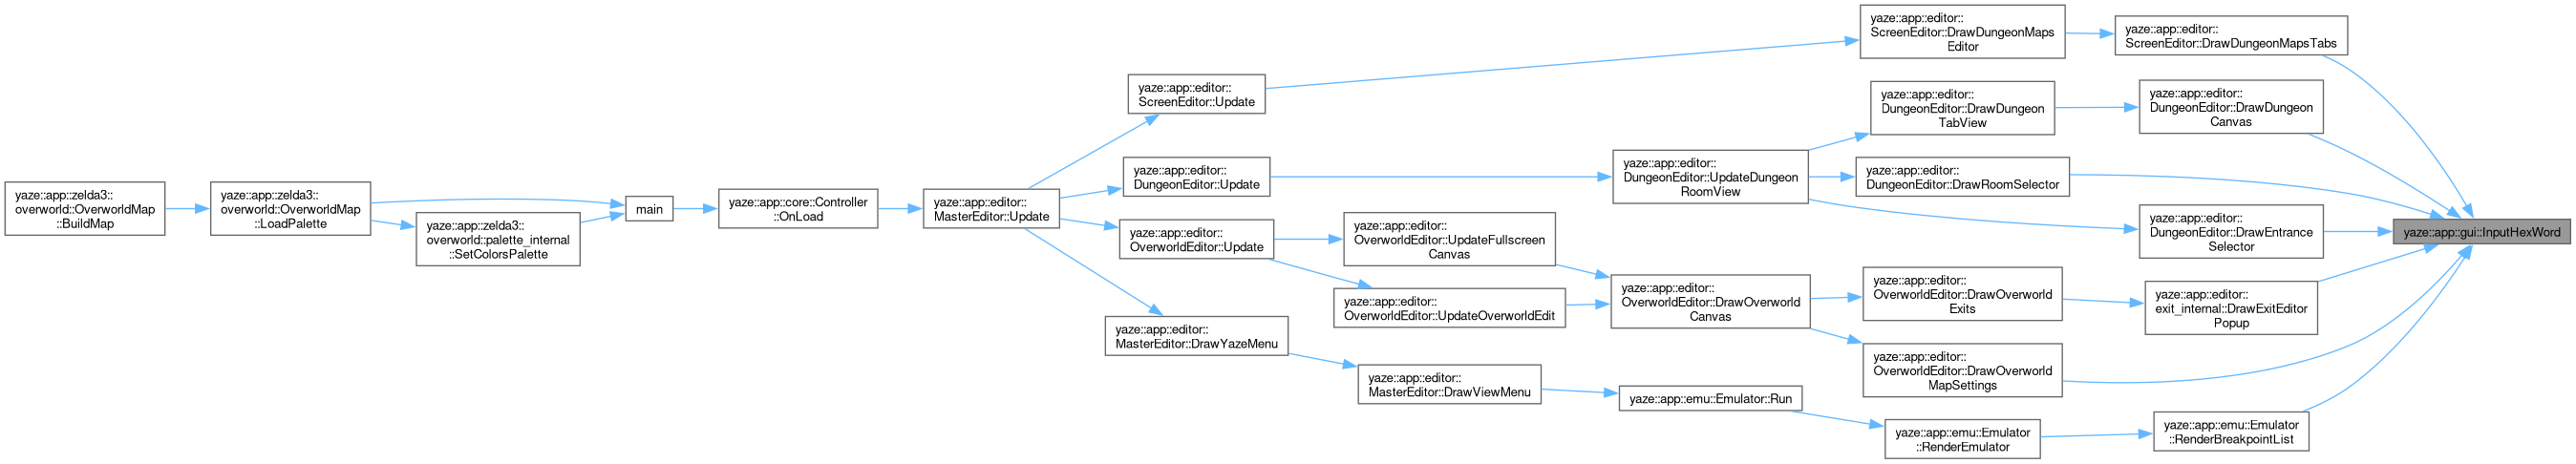 yaze::app::zelda3::
overworld::OverworldMap
::BuildMap
yaze::app::zelda3::
overworld::OverworldMap
::LoadPalette
yaze::app::zelda3::
overworld::palette_internal
::SetColorsPalette
main
yaze::app::core::Controller
::OnLoad
yaze::app::editor::
MasterEditor::Update
yaze::app::editor::
ScreenEditor::Update
yaze::app::editor::
DungeonEditor::Update
yaze::app::editor::
OverworldEditor::Update
yaze::app::editor::
MasterEditor::DrawYazeMenu
yaze::app::editor::
OverworldEditor::UpdateFullscreen
Canvas
yaze::app::editor::
OverworldEditor::UpdateOverworldEdit
yaze::app::editor::
MasterEditor::DrawViewMenu
yaze::app::editor::
DungeonEditor::UpdateDungeon
RoomView
yaze::app::editor::
OverworldEditor::DrawOverworld
Canvas
yaze::app::emu::Emulator::Run
yaze::app::editor::
ScreenEditor::DrawDungeonMaps
Editor
yaze::app::editor::
DungeonEditor::DrawDungeon
TabView
yaze::app::editor::
DungeonEditor::DrawRoomSelector
yaze::app::editor::
OverworldEditor::DrawOverworld
Exits
yaze::app::editor::
OverworldEditor::DrawOverworld
MapSettings
yaze::app::emu::Emulator
::RenderEmulator
yaze::app::editor::
ScreenEditor::DrawDungeonMapsTabs
yaze::app::editor::
DungeonEditor::DrawDungeon
Canvas
yaze::app::editor::
DungeonEditor::DrawEntrance
Selector
yaze::app::editor::
exit_internal::DrawExitEditor
Popup
yaze::app::emu::Emulator
::RenderBreakpointList
yaze::app::gui::InputHexWord